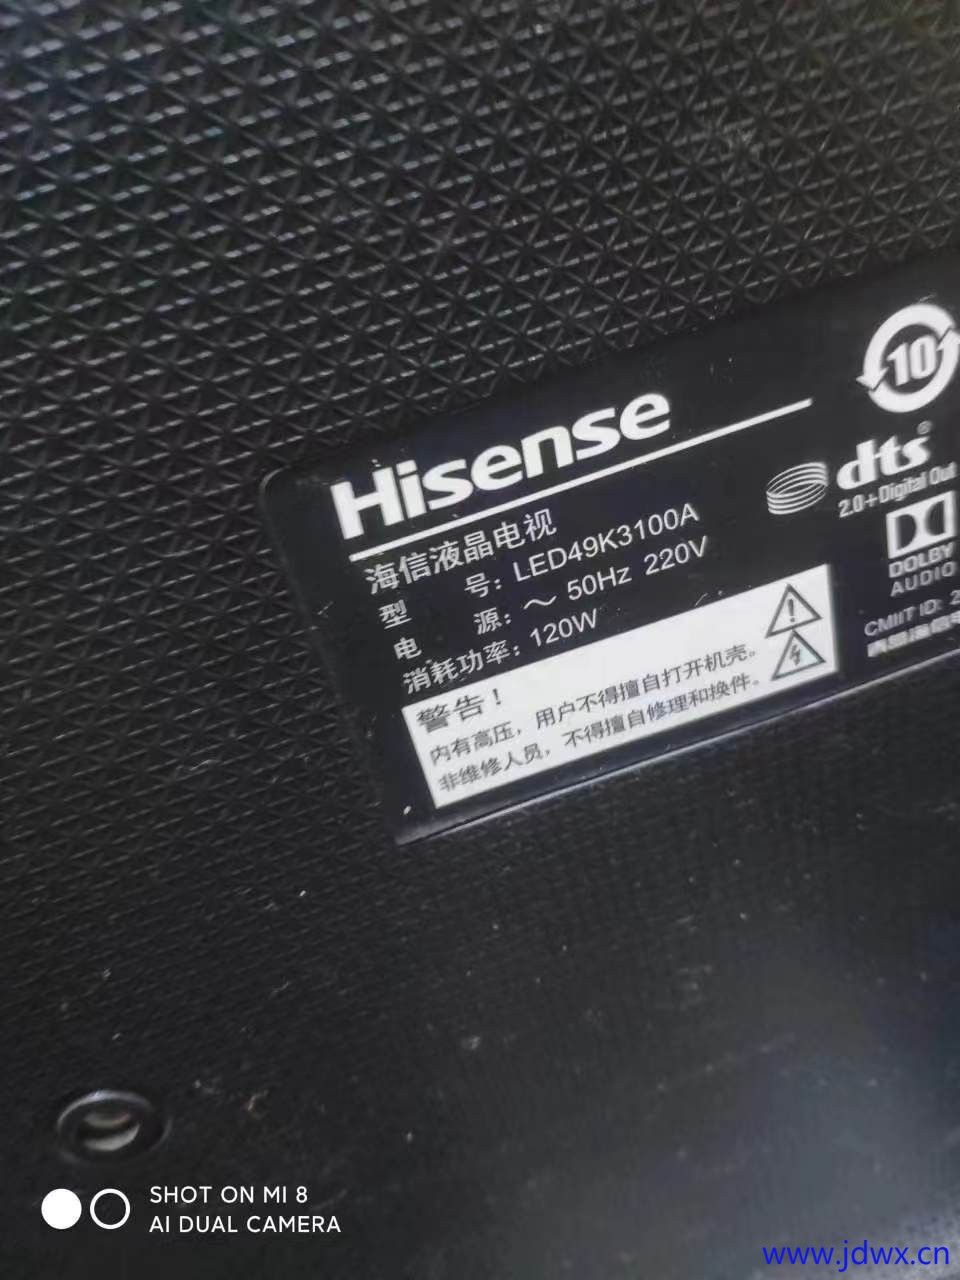 Hisense
海信液晶电视
型 号：LED49K3100A
电 源：～ 50Hz 220V
消耗功率：120W
警告！
内有高压，用户不得擅自打开机壳。
非维修人员，不得擅自修理和换件。
10
dts®
2.0+Digital Out
DOLBY
AUDIO
CMIIT ID: 2
SHOT ON MI 8
AI DUAL CAMERA
www.jdwx.cn